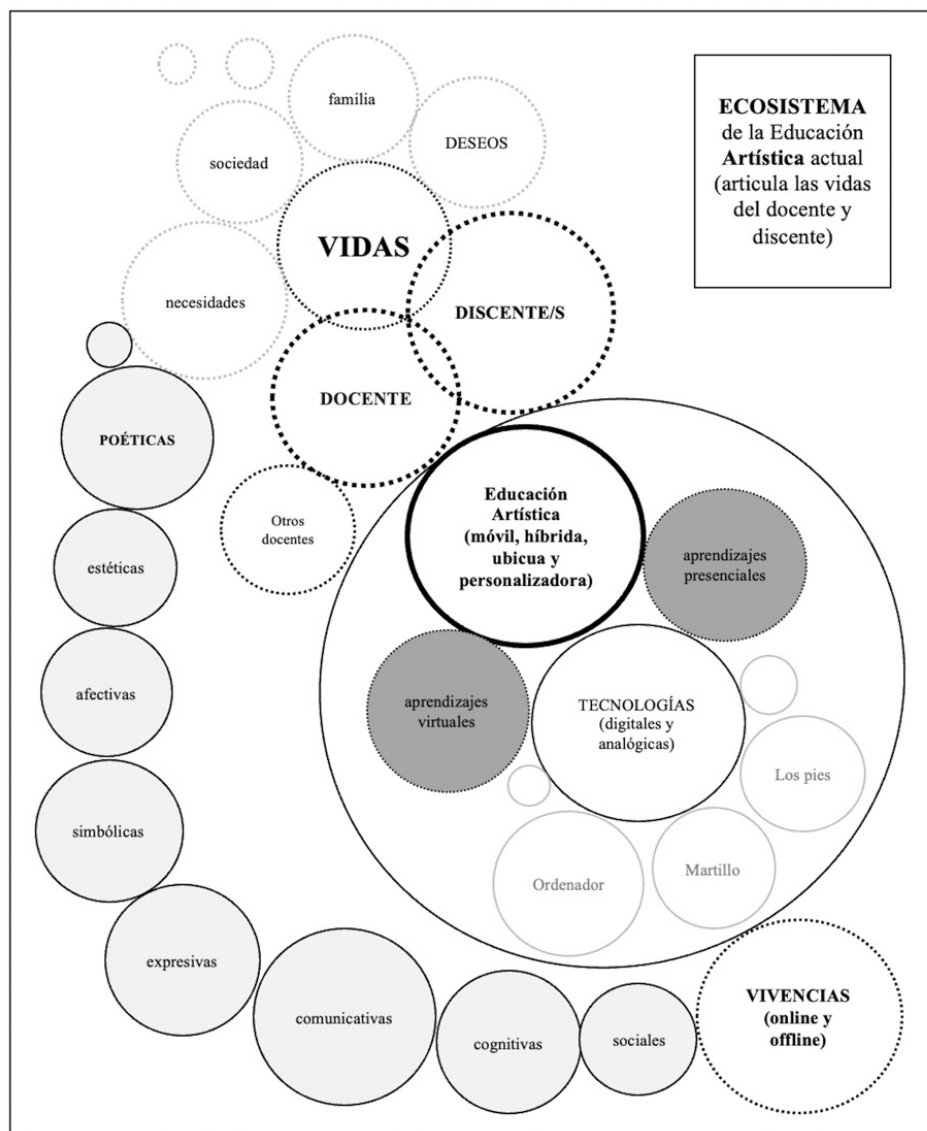 familia
DESEOS
sociedad
VIDAS
necesidades
DISCENTE/S
DOCENTE
Otros
docentes
ECOSISTEMA
de la Educación
Artística actual
(articula las vidas
del docente y
discente)
Educación
Artística
(móvil, híbrida,
ubicua y
personalizadora)
aprendizajes
presenciales
aprendizajes
virtuales
TECNOLOGÍAS
(digitales y
analógicas)
Los pies
Martillo
Ordenador
POÉTICAS
estéticas
afectivas
simbólicas
expresivas
comunicativas
cognitivas
sociales
VIVENCIAS
(online y
offline)